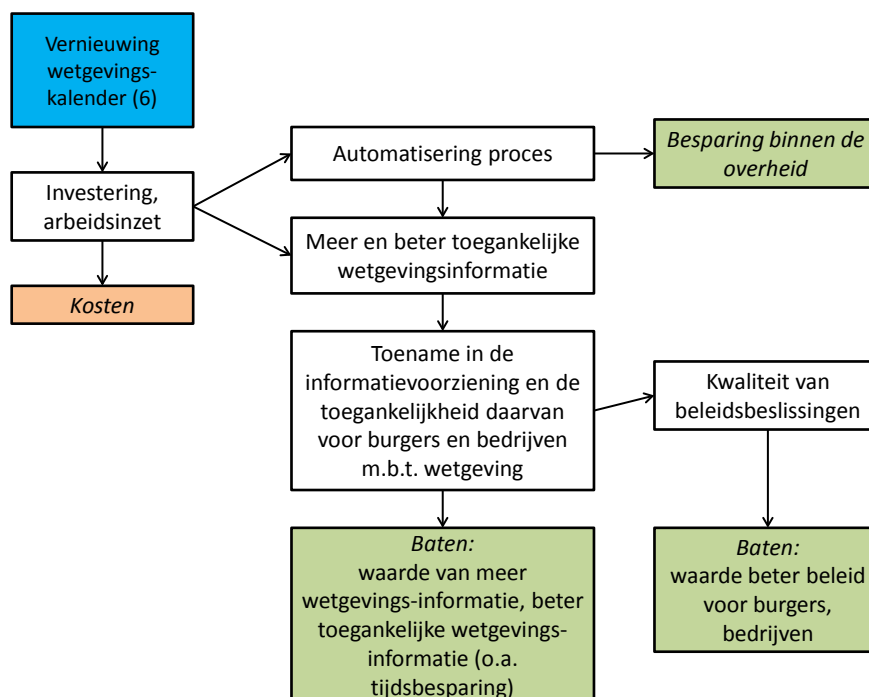 Vernieuwing
wetgevings-
kalender (6)
Investering,
arbeidsinzet
Kosten
Automatisering proces
Besparing binnen de
overheid
Meer en beter toegankelijke
wetgevingsinformatie
Toename in de
informatievoorziening en de
toegankelijkheid daarvan
voor burgers en bedrijven
m.b.t. wetgeving
Kwaliteit van
beleidsbeslissingen
Baten:
waarde van meer
wetgevings-informatie, beter
toegankelijke wetgevings-
informatie (o.a.
tijdsbesparing)
Baten:
waarde beter beleid
voor burgers,
bedrijven